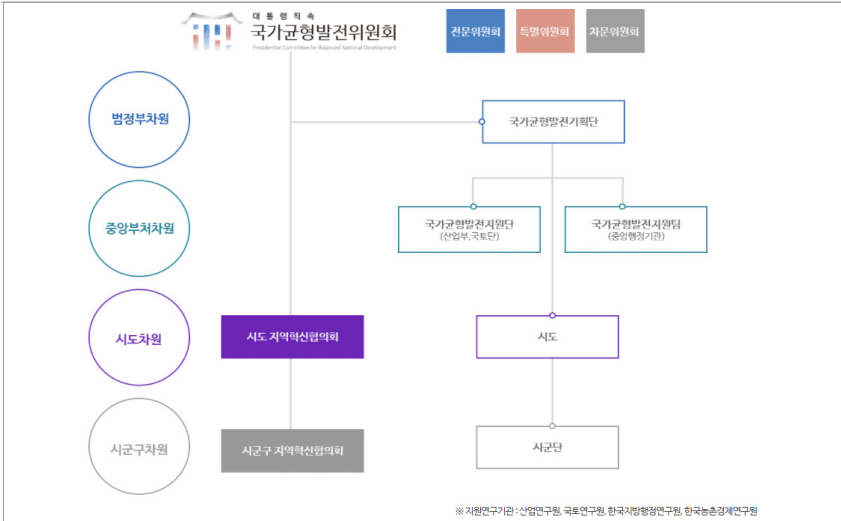 대통령직속
국가균형발전위원회
Presidential Committee for Balanced National Development
전문위원회
특별위원회
자문위원회
범정부차원
국가균형발전기획단
중앙부처차원
국가균형발전지원단
(산업부,국토단)
국가균형발전지원팀
(중앙행정기관)
시도차원
시도 지역혁신협의회
시도
시군구차원
시군구 지역혁신협의회
시군단
※ 지원연구기관 : 산업연구원, 국토연구원, 한국지방행정연구원, 한국농촌경제연구원